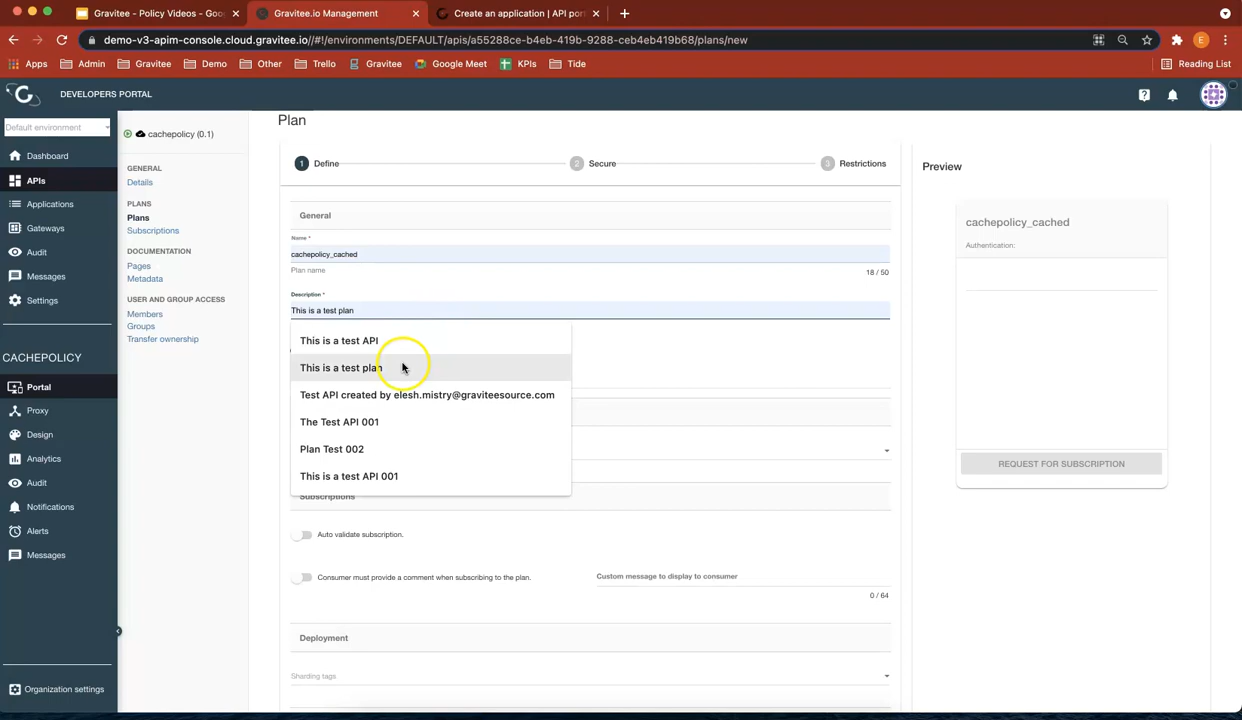 Gravitee - Policy Videos - Goo
Gravitee.io Management
Create an application | API por
demo-v3-apim-console.cloud.gravitee.io/#!/environments/DEFAULT/apis/a55288ce-b4eb-419b-9288-ceb4eb419b68/plans/new
E
Apps
Admin
Gravitee
Demo
Other
Trello
Gravitee
Google Meet
KPIs
Tide
Reading List
DEVELOPERS PORTAL
Default environment
Dashboard
APIs
Applications
Gateways
Audit
Messages
Settings
CACHEPOLICY
Portal
Proxy
Design
Analytics
Audit
Notifications
Alerts
Messages
Organization settings
cachepolicy (0.1)
GENERAL
Details
PLANS
Plans
Subscriptions
DOCUMENTATION
Pages
Metadata
USER AND GROUP ACCESS
Members
Groups
Transfer ownership
Plan
1 Define
2 Secure
3 Restrictions
General
Name *
cachepolicy_cached
Plan name
18 / 50
Description *
This is a test plan
This is a test API
This is a test plan
Test API created by elesh.mistry@graviteesource.com
The Test API 001
Plan Test 002
This is a test API 001
Subscriptions
Auto validate subscription.
Consumer must provide a comment when subscribing to the plan.
Custom message to display to consumer
0 / 64
Deployment
Sharding tags
Preview
cachepolicy_cached
Authentication:
REQUEST FOR SUBSCRIPTION